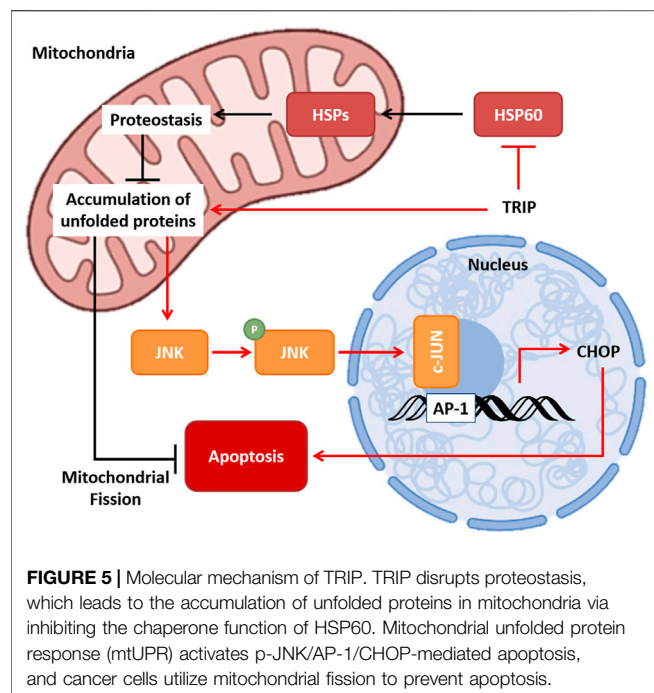 Mitochondria
HSPs
HSP60
Proteostasis
Accumulation of
unfolded proteins
TRIP
Nucleus
JNK
P
JNK
c-JUN
CHOP
AP-1
Apoptosis
Mitochondrial
Fission
FIGURE 5 | Molecular mechanism of TRIP. TRIP disrupts proteostasis,
which leads to the accumulation of unfolded proteins in mitochondria via
inhibiting the chaperone function of HSP60. Mitochondrial unfolded protein
response (mtUPR) activates p-JNK/AP-1/CHOP-mediated apoptosis,
and cancer cells utilize mitochondrial fission to prevent apoptosis.